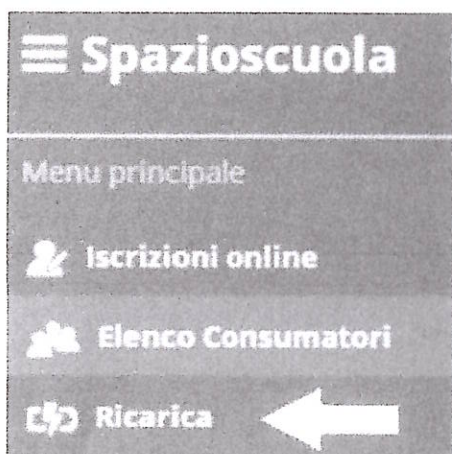 Spazioscuola
Menu principale
Iscrizioni online
Elenco Consumatori
Ricarica